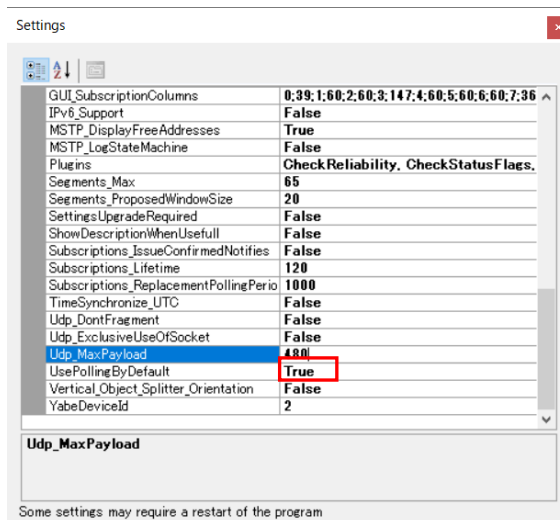 Settings
GUI_SubscriptionColumns 0;39;1;60;2;60;3;147;4;60;5;60;6;60;7;36
IPv6_Support False
MSTP_DisplayFreeAddresses True
MSTP_LogStateMachine False
Plugins CheckReliability, CheckStatusFlags,
Segments_Max 65
Segments_ProposedWindowSize 20
SettingsUpgradeRequired False
ShowDescriptionWhenUsefull False
Subscriptions_IssueConfirmedNotifies False
Subscriptions_Lifetime 120
Subscriptions_ReplacementPollingPerio 1000
TimeSynchronize_UTC False
Udp_DontFragment False
Udp_ExclusiveUseOfSocket False
Udp_MaxPayload 480
UsePollingByDefault True
Vertical_Object_Splitter_Orientation False
YabeDeviceId 2
Udp_MaxPayload
Some settings may require a restart of the program